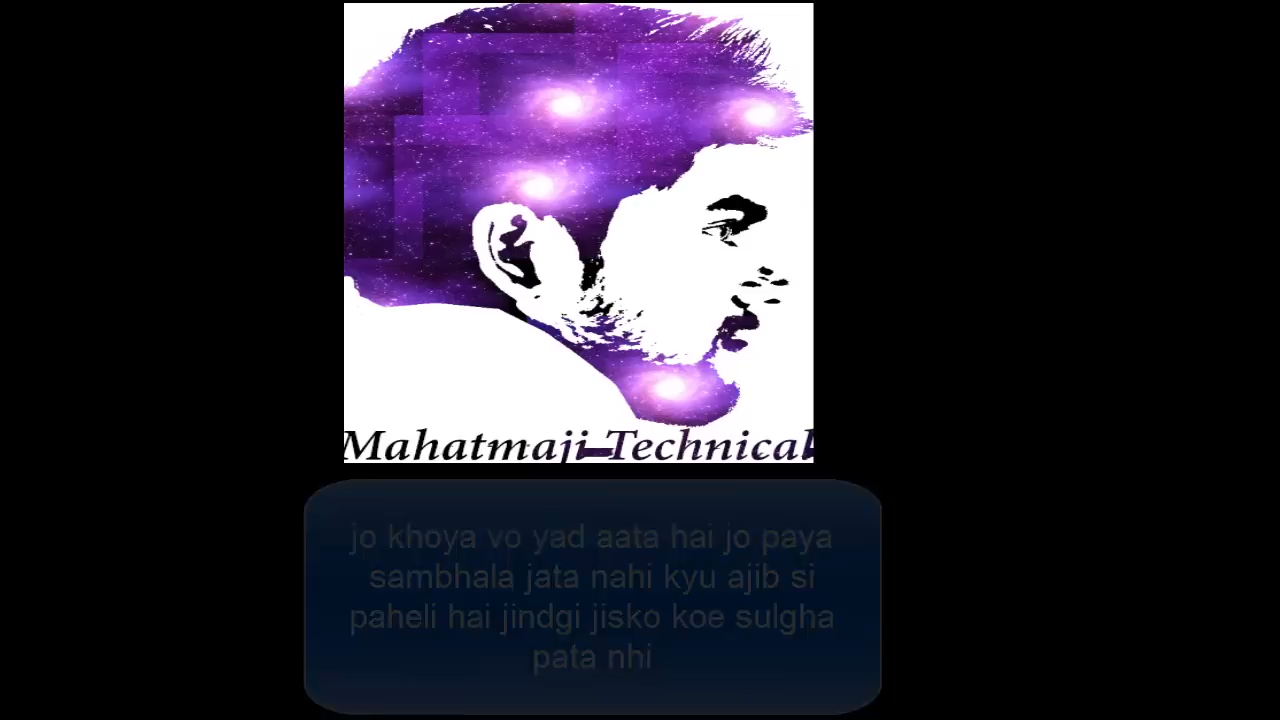 Mahatmaji Technical
jo khoya vo yad aata hai jo paya
sambhala jata nahi kyu ajib si
paheli hai jindgi jisko koe sulgha
pata nhi